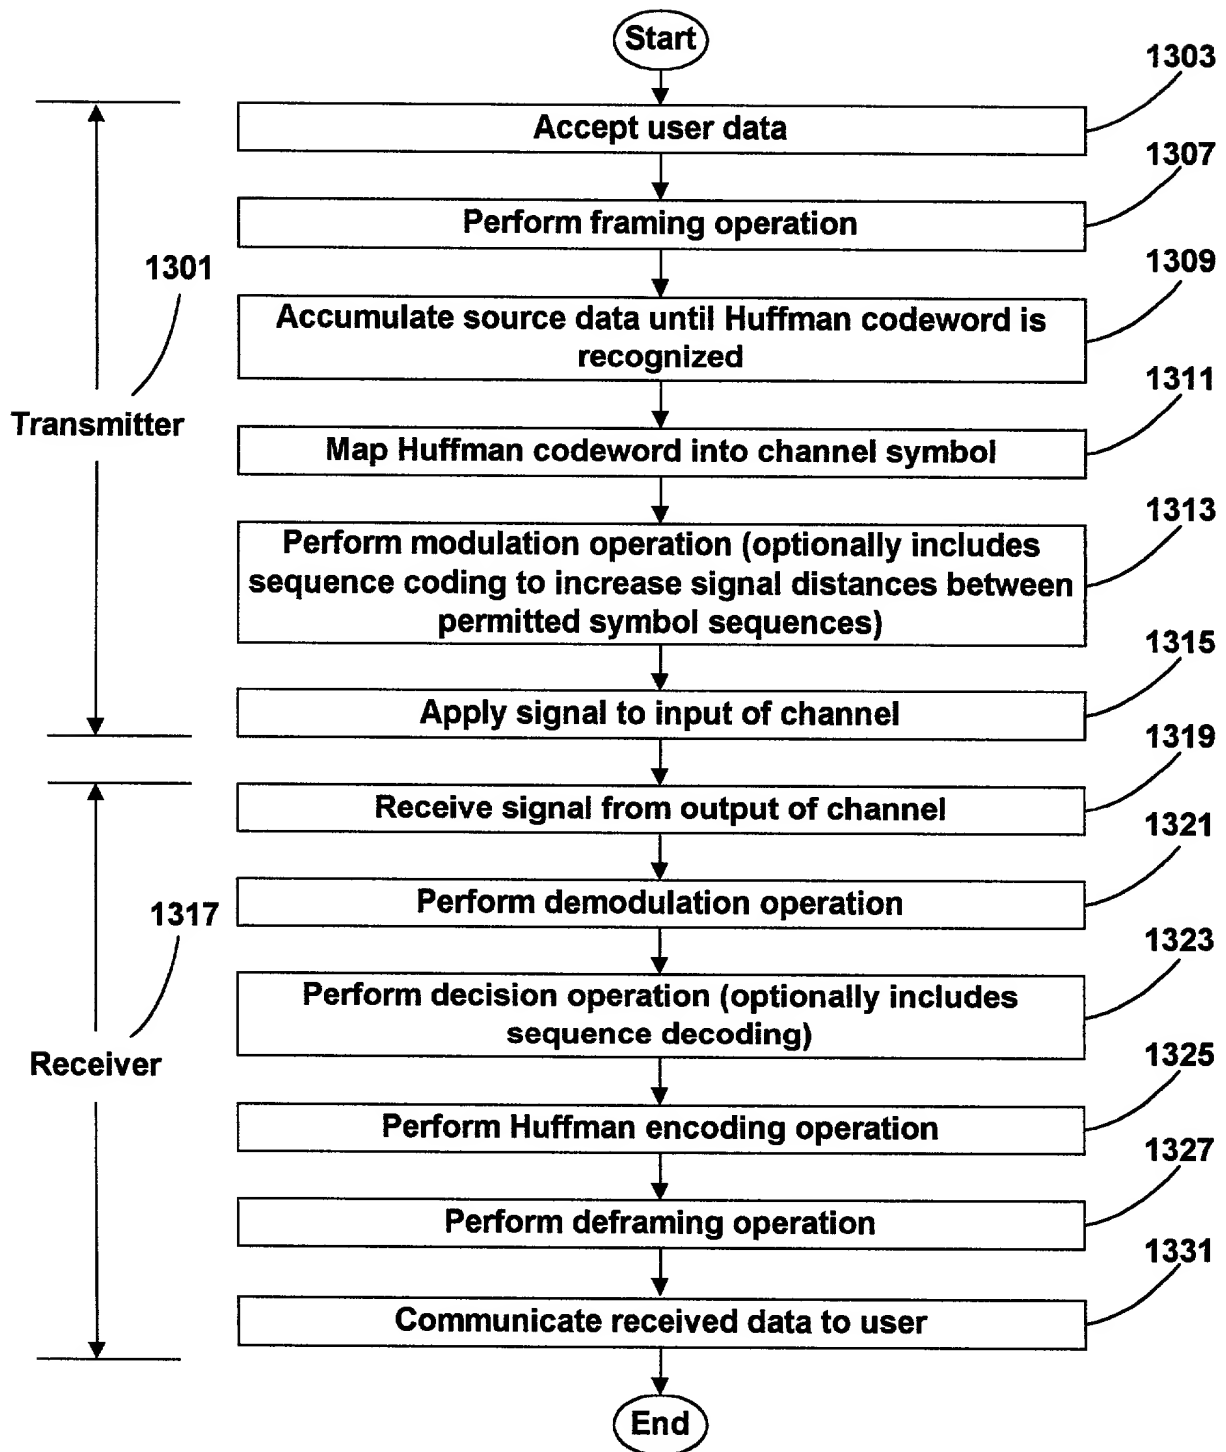 Start
1303
Accept user data
1307
Perform framing operation
1309
1301
Accumulate source data until Huffman codeword is
recognized
1311
Transmitter
Map Huffman codeword into channel symbol
1313
Perform modulation operation (optionally includes
sequence coding to increase signal distances between
permitted symbol sequences)
1315
Apply signal to input of channel
1319
Receive signal from output of channel
1321
1317
Perform demodulation operation
1323
Perform decision operation (optionally includes
sequence decoding)
Receiver
1325
Perform Huffman encoding operation
1327
Perform deframing operation
1331
Communicate received data to user
End